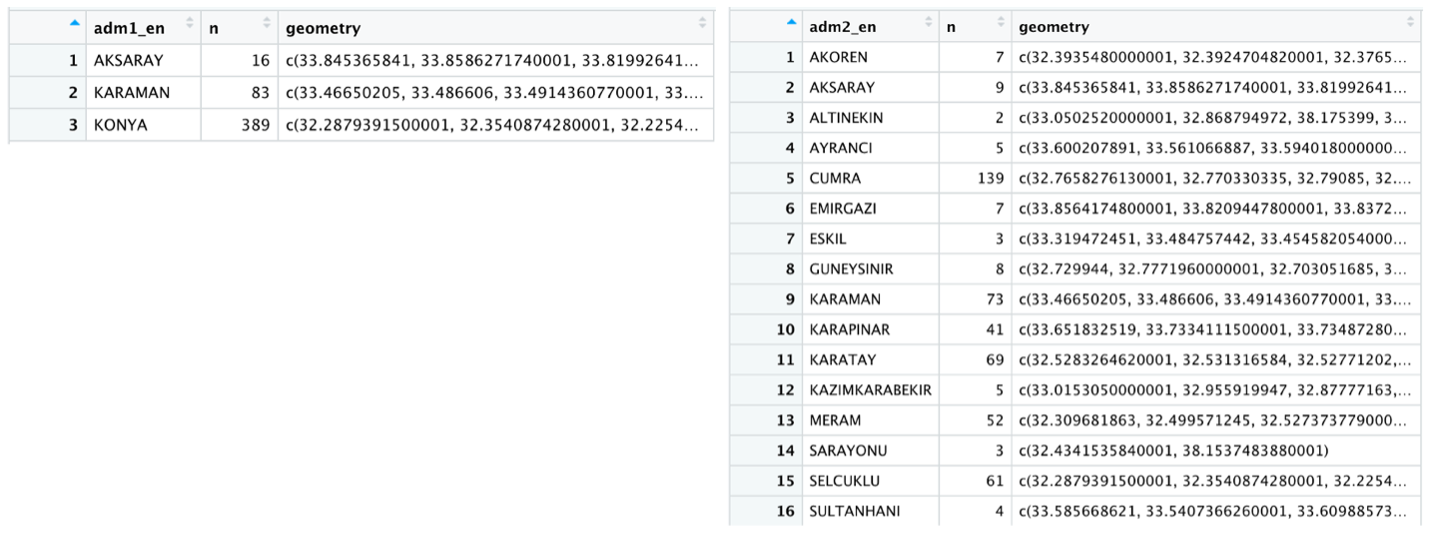 adm1_en n geometry
1 AKSARAY 16 c(33.845365841, 33.8586271740001, 33.81992641...
2 KARAMAN 83 c(33.46650205, 33.486606, 33.4914360770001, 33....
3 KONYA 389 c(32.2879391500001, 32.3540874280001, 32.2254...
adm2_en n geometry
1 AKOREN 7 c(32.3935480000001, 32.3924704820001, 32.3765...
2 AKSARAY 9 c(33.845365841, 33.8586271740001, 33.81992641...
3 ALTINEKIN 2 c(33.0502520000001, 32.868794972, 38.175399, 3...
4 AYRANCI 5 c(33.600207891, 33.561066887, 33.594018000000...
5 CUMRA 139 c(32.7658276130001, 32.770330335, 32.79085, 32....
6 EMIRGAZI 7 c(33.8564174800001, 33.8209447800001, 33.8372...
7 ESKIL 3 c(33.319472451, 33.484757442, 33.454582054000...
8 GUNEYSINIR 8 c(32.729944, 32.7771960000001, 32.703051685, 3...
9 KARAMAN 73 c(33.46650205, 33.486606, 33.4914360770001, 33....
10 KARAPINAR 41 c(33.651832519, 33.7334111500001, 33.73487280...
11 KARATAY 69 c(32.5283264620001, 32.531316584, 32.52771202,...
12 KAZIMKARABEKIR 5 c(33.0153050000001, 32.955919947, 32.87777163,...
13 MERAM 52 c(32.309681863, 32.499571245, 32.527373779000...
14 SARAYONU 3 c(32.4341535840001, 38.1537483880001)
15 SELCUKLU 61 c(32.2879391500001, 32.3540874280001, 32.2254...
16 SULTANHANI 4 c(33.585668621, 33.5407366260001, 33.60988573...